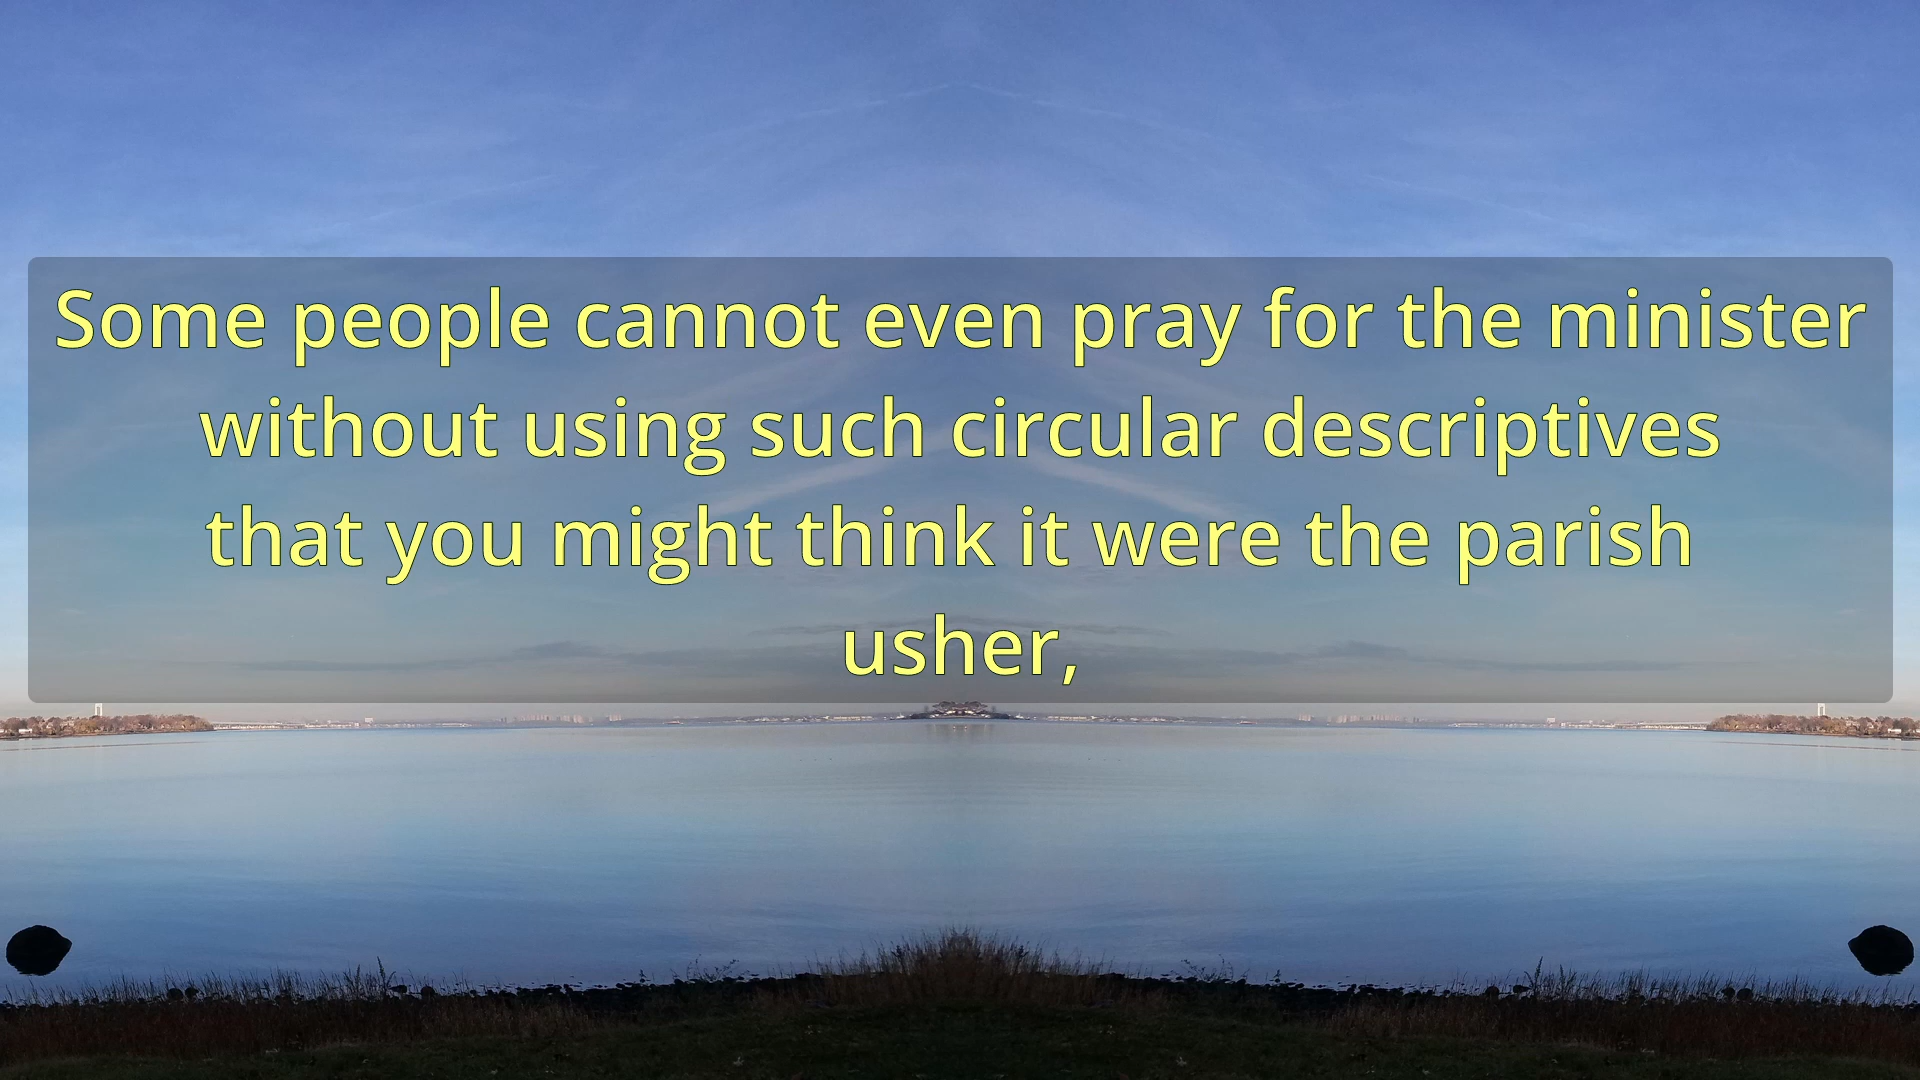 Some people cannot even pray for the minister
without using such circular descriptives
that you might think it were the parish
usher,